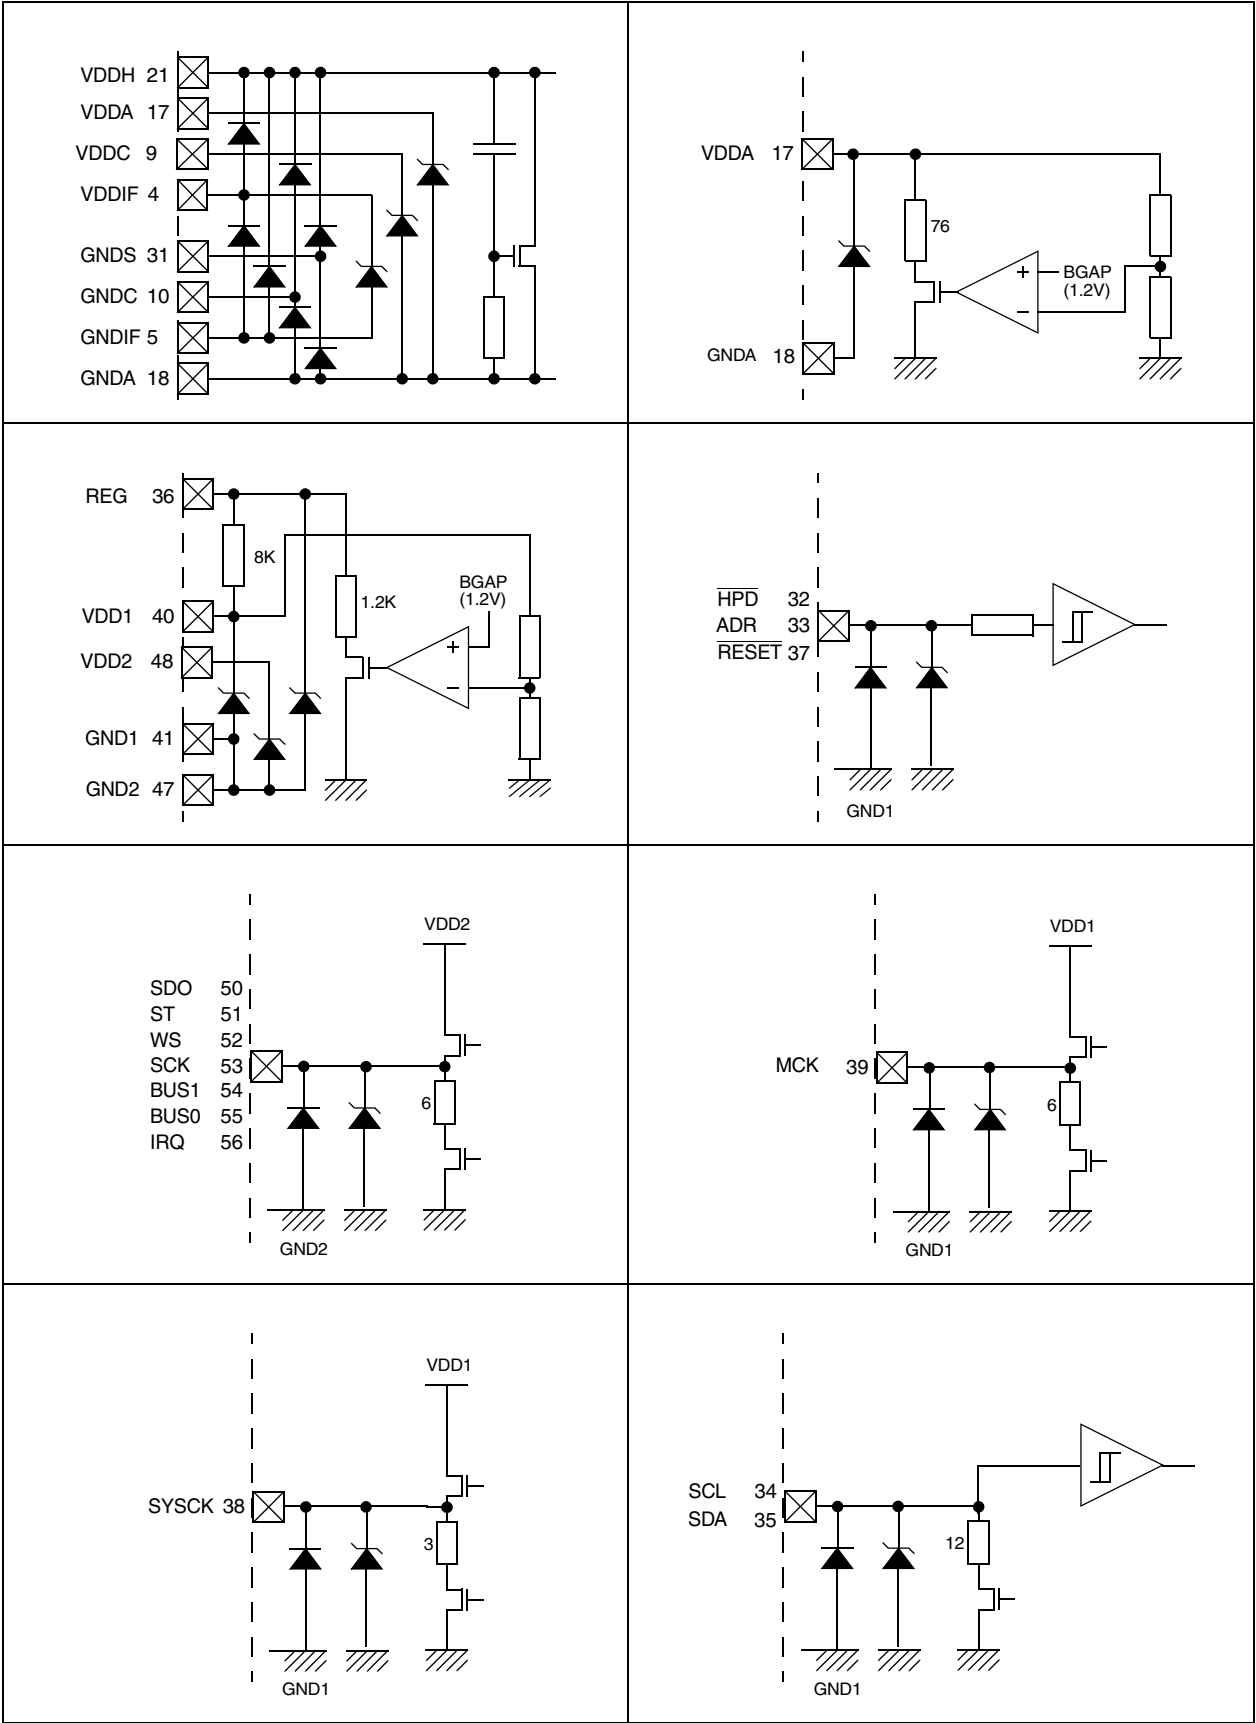 VDDH 21
VDDA 17
VDDC 9
VDDIF 4
GNDS 31
GNDC 10
GNDIF 5
GNDA 18
VDDA 17
76
+
BGAP
(1.2V)
−
GNDA 18
REG 36
8K
BGAP
(1.2V)
1.2K
VDD1 40
+
VDD2 48
−
GND1 41
GND2 47
HPD 32
ADR 33
RESET 37
GND1
VDD2
SDO 50
ST 51
WS 52
SCK 53
BUS1 54
BUS0 55
IRQ 56
6
GND2
VDD1
MCK 39
6
GND1
VDD1
SYSCK 38
3
GND1
SCL 34
SDA 35
12
GND1